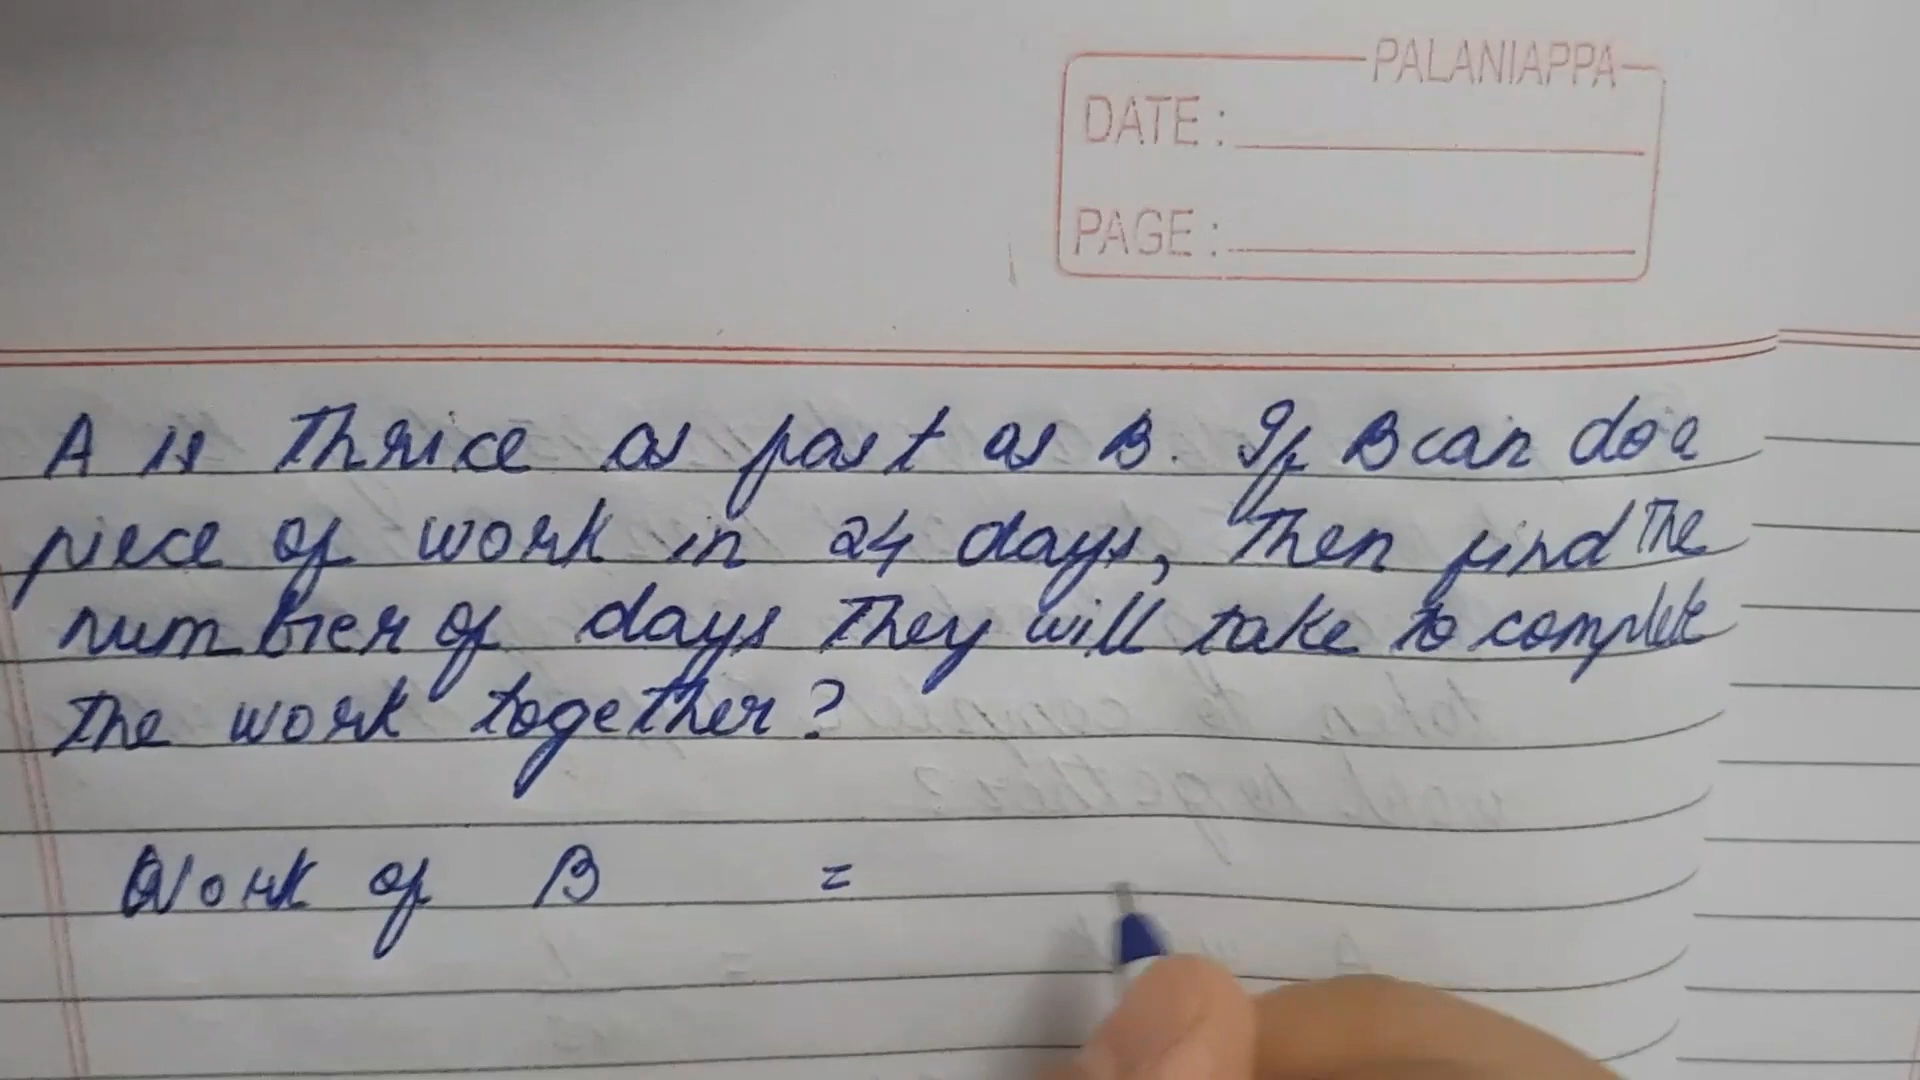 PALANIAPPA
DATE :
PAGE :
A is thrice as fast as B. If B can do a
piece of work in 24 days, then find the
number of days they will take to complete
the work together?
Work of B =